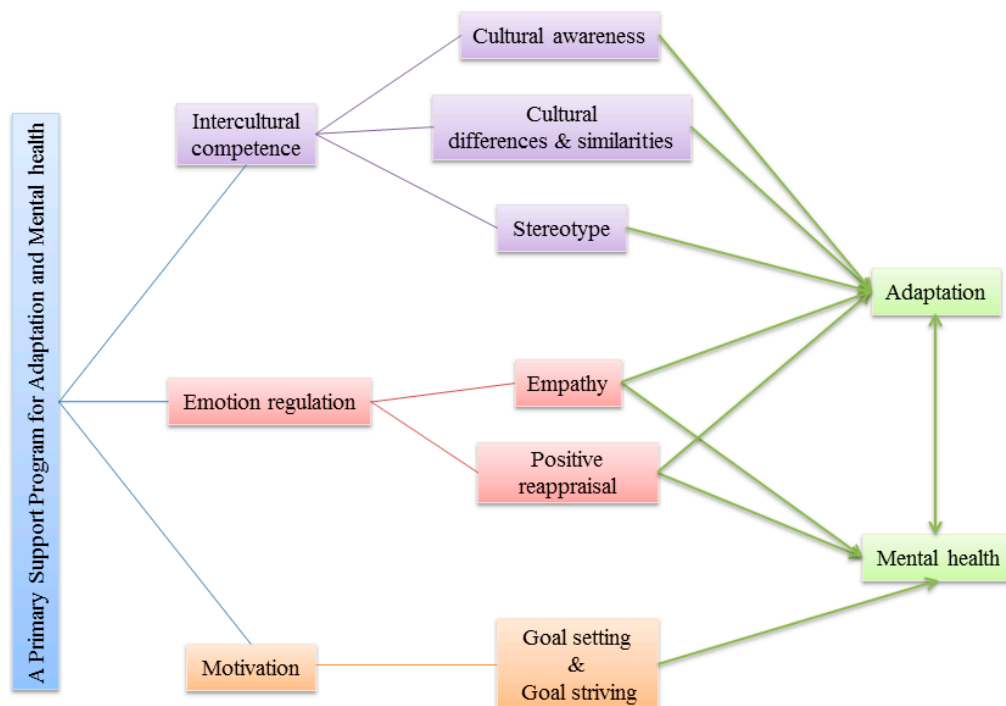 A Primary Support Program for Adaptation and Mental health
Intercultural
competence
Cultural awareness
Cultural
differences & similarities
Stereotype
Emotion regulation
Empathy
Positive
reappraisal
Motivation
Goal setting
&
Goal striving
Adaptation
Mental health